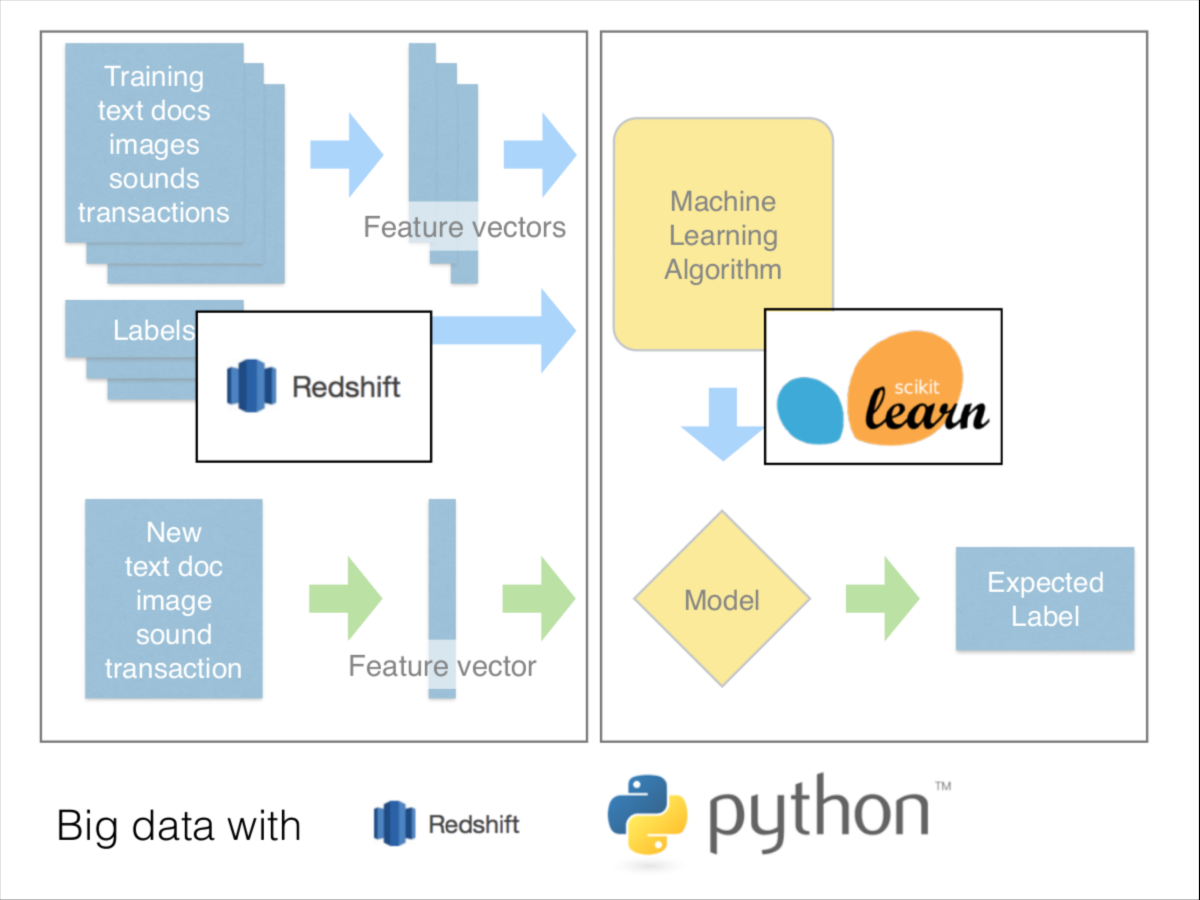 Training
text docs
images
sounds
transactions
Feature vectors
Labels
Redshift
Machine
Learning
Algorithm
scikit
learn
New
text doc
image
sound
transaction
Feature vector
Model
Expected
Label
Big data with
Redshift
python™